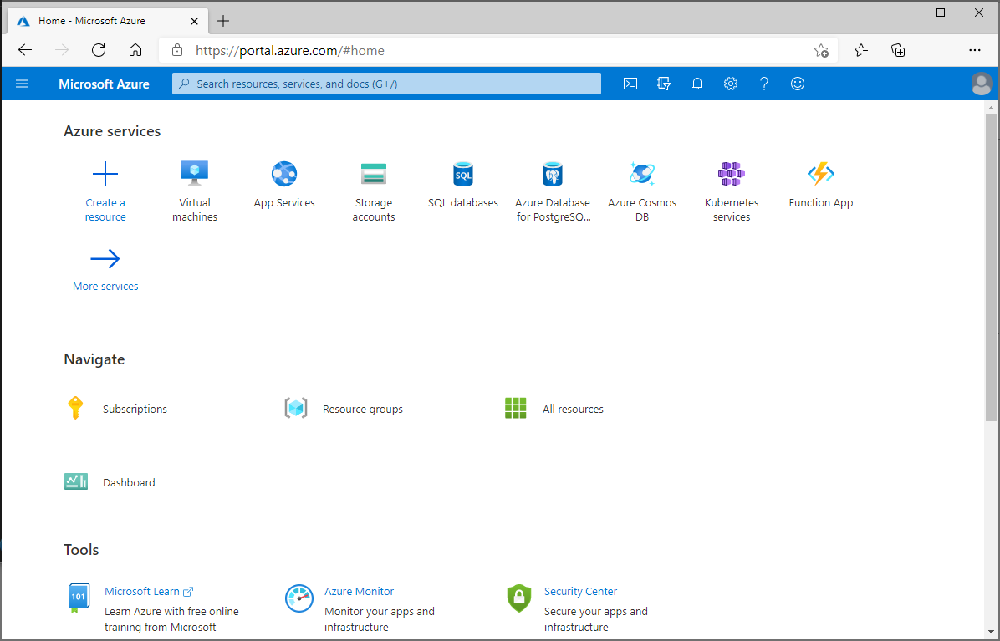 Home - Microsoft Azure
https://portal.azure.com/#home
Microsoft Azure
Search resources, services, and docs (G+/)
Azure services
Create a
resource
Virtual
machines
App Services
Storage
accounts
SQL
SQL databases
Azure Database
for PostgreSQ...
Azure Cosmos
DB
Kubernetes
services
Function App
More services
Navigate
Subscriptions
Resource groups
All resources
Dashboard
Tools
101
Microsoft Learn
Learn Azure with free online
training from Microsoft
Azure Monitor
Monitor your apps and
infrastructure
Security Center
Secure your apps and
infrastructure